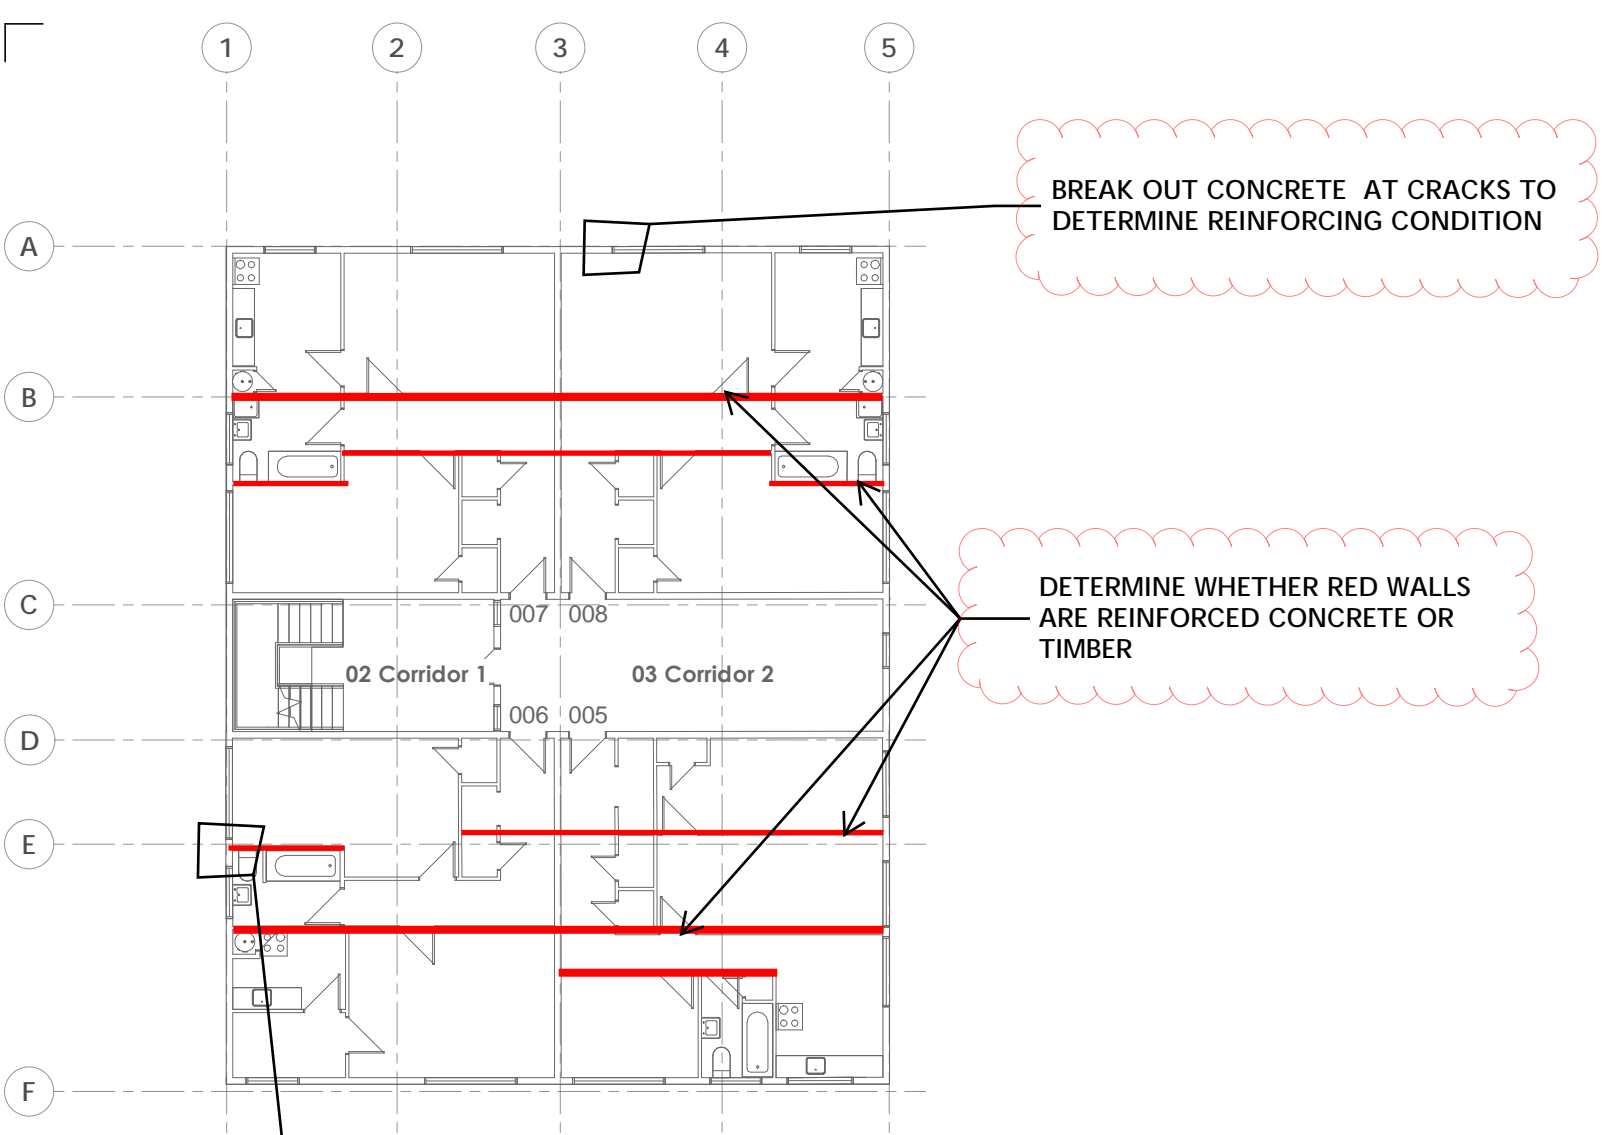 1 2 3 4 5
BREAK OUT CONCRETE AT CRACKS TO
DETERMINE REINFORCING CONDITION
A
B
DETERMINE WHETHER RED WALLS
ARE REINFORCED CONCRETE OR
TIMBER
C
007 008
02 Corridor 1 03 Corridor 2
006 005
D
E
F